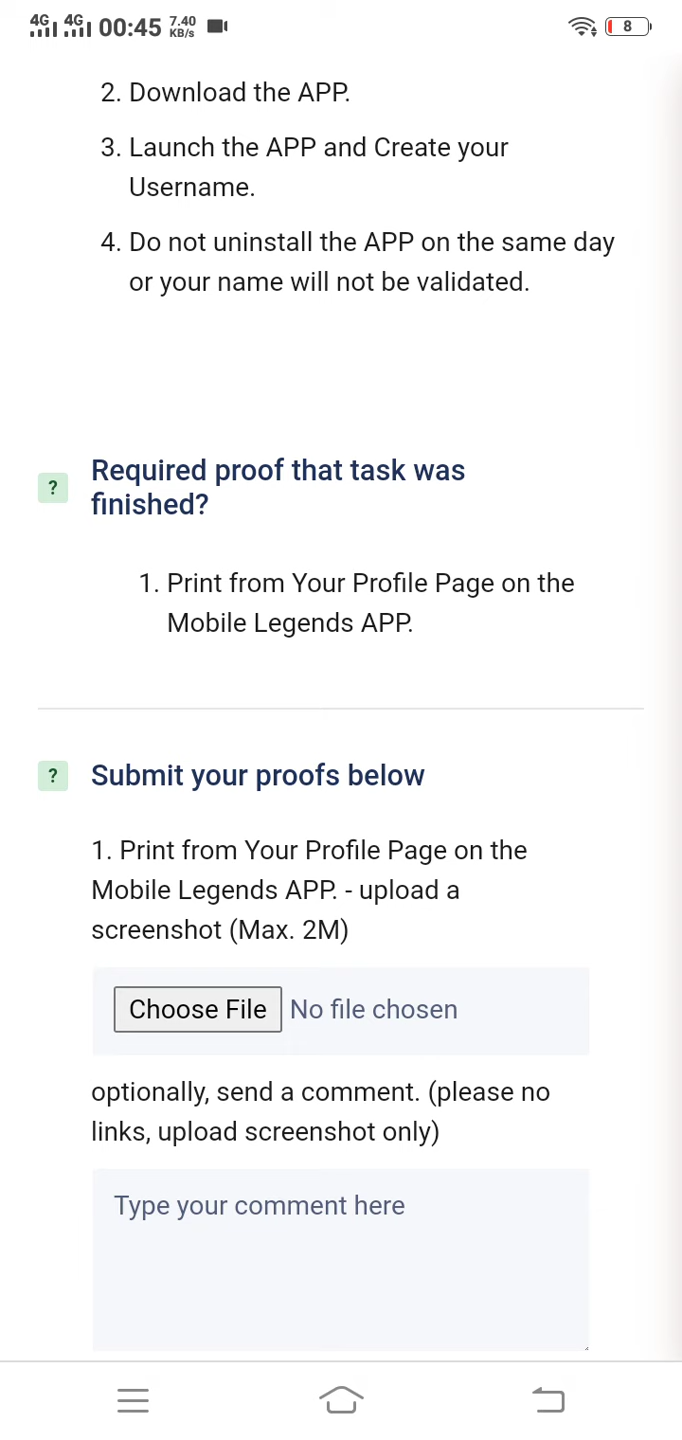 4G 4G 00:45 7.40 KB/s 8
2. Download the APP.
3. Launch the APP and Create your
Username.
4. Do not uninstall the APP on the same day
or your name will not be validated.
? Required proof that task was
finished?
1. Print from Your Profile Page on the
Mobile Legends APP.
? Submit your proofs below
1. Print from Your Profile Page on the
Mobile Legends APP. - upload a
screenshot (Max. 2M)
Choose File No file chosen
optionally, send a comment. (please no
links, upload screenshot only)
Type your comment here